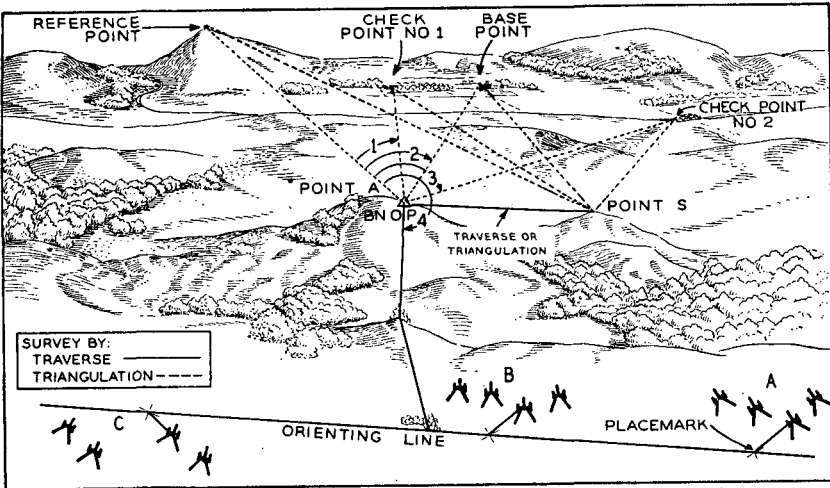 REFERENCE
POINT
CHECK
POINT NO 1
BASE
POINT
CHECK POINT
NO 2
1
2
3
POINT A
BN O P
4
POINT S
TRAVERSE OR
TRIANGULATION
SURVEY BY:
TRAVERSE
TRIANGULATION
B
A
C
ORIENTING LINE
PLACEMARK